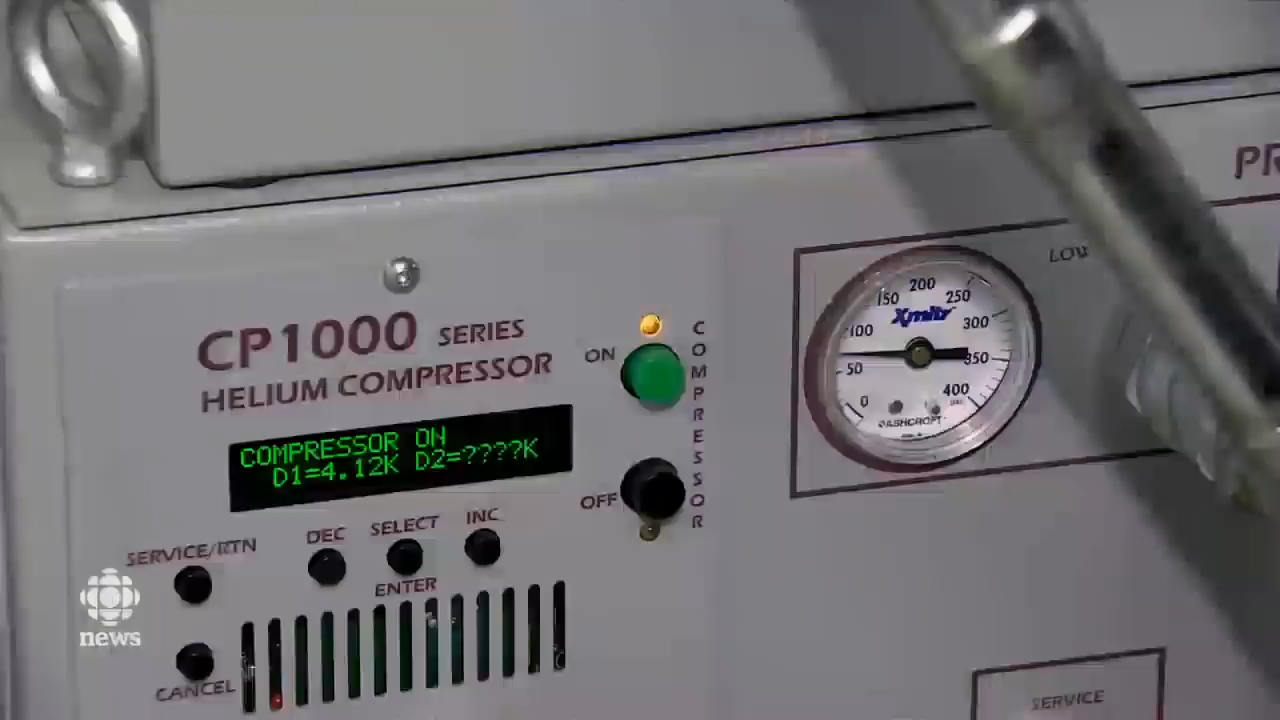 PR
LOW
200
150
250
Xmitr
100
300
50
350
0
400
ASHCROFT
CP1000 SERIES
HELIUM COMPRESSOR
COMPRESSOR ON
D1=4.12K D2=????K
ON
COMPRESSOR
OFF
SERVICE/RTN
DEC
SELECT
INC
ENTER
CANCEL
SERVICE
news